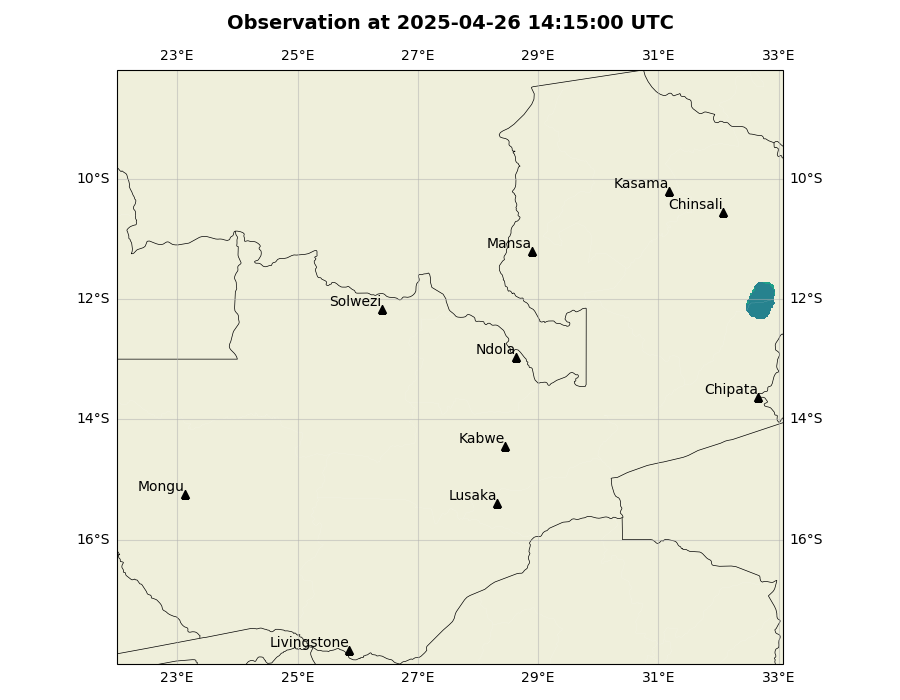 Observation at 2025-04-26 14:15:00 UTC
23°E 25°E 27°E 29°E 31°E 33°E
10°S 10°S
Kasama
Chinsali
Mansa
12°S 12°S
Solwezi
Ndola
Chipata
14°S 14°S
Kabwe
Mongu
Lusaka
16°S 16°S
Livingstone
23°E 25°E 27°E 29°E 31°E 33°E